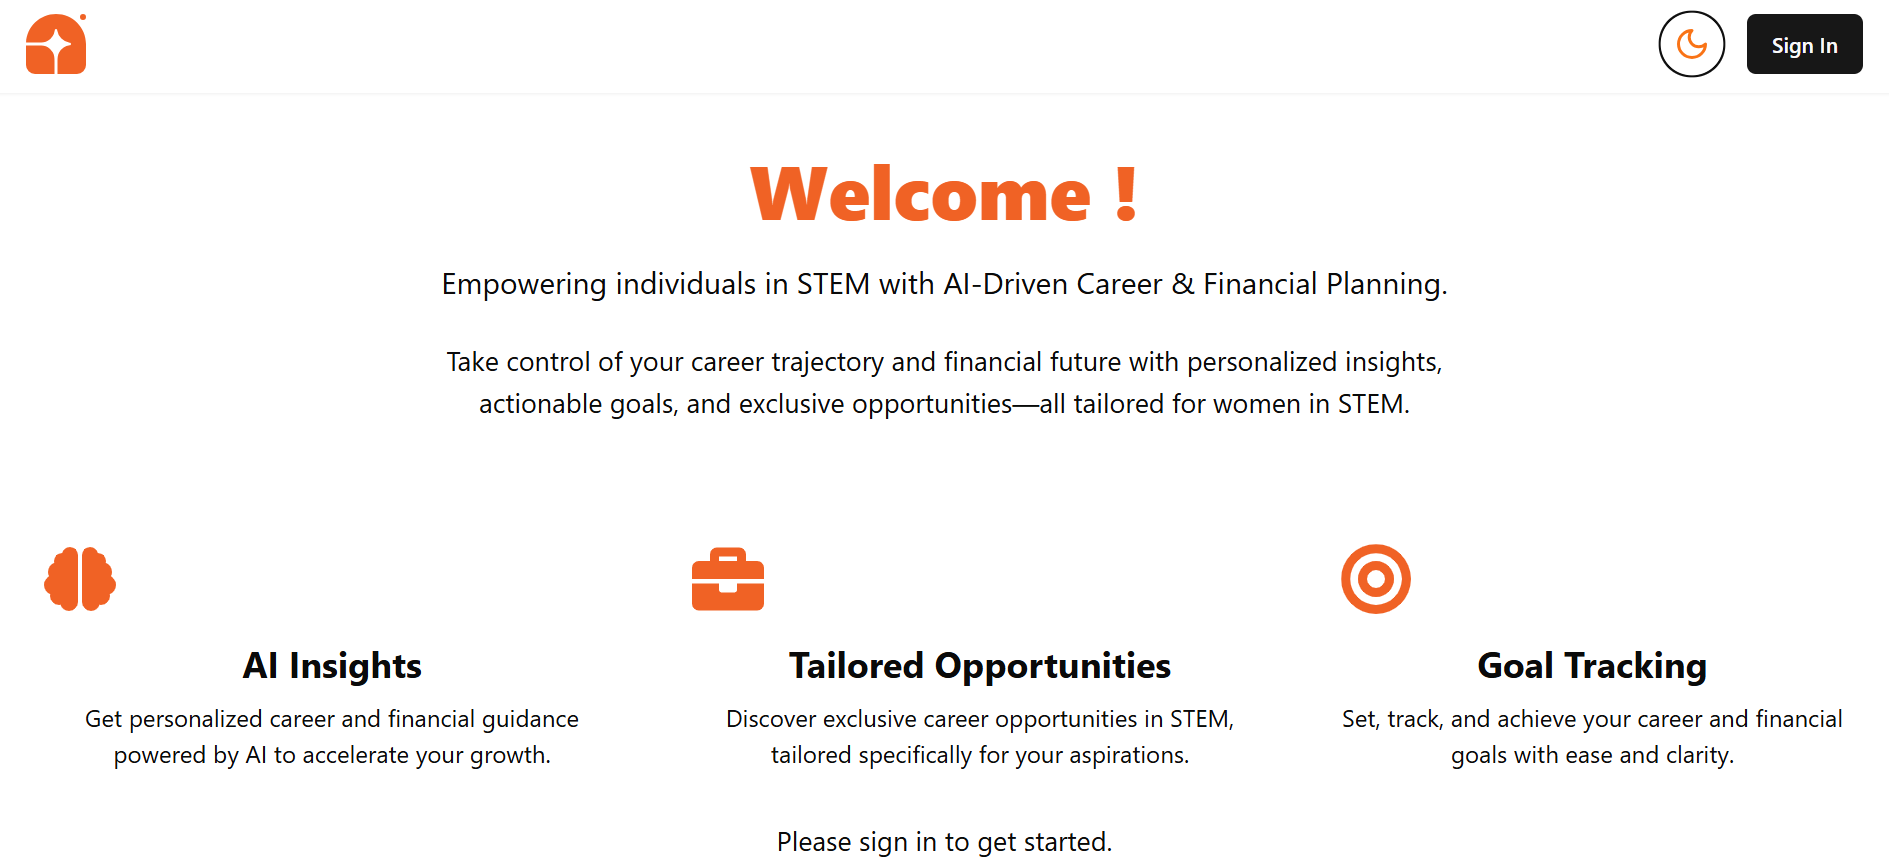 Sign In
Welcome !
Empowering individuals in STEM with AI-Driven Career & Financial Planning.
Take control of your career trajectory and financial future with personalized insights,
actionable goals, and exclusive opportunities—all tailored for women in STEM.
AI Insights
Get personalized career and financial guidance
powered by AI to accelerate your growth.
Tailored Opportunities
Discover exclusive career opportunities in STEM,
tailored specifically for your aspirations.
Goal Tracking
Set, track, and achieve your career and financial
goals with ease and clarity.
Please sign in to get started.